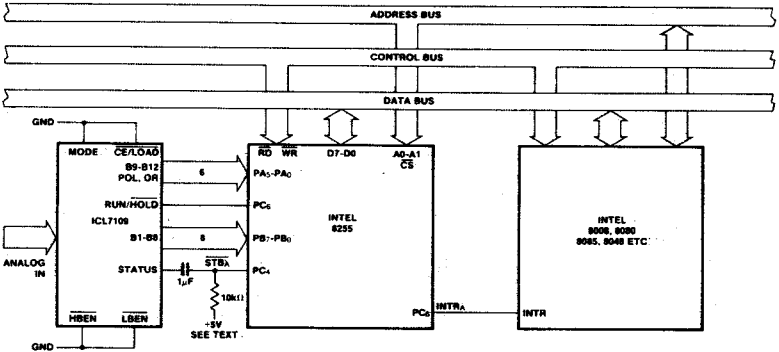 ADDRESS BUS
CONTROL BUS
DATA BUS
GND
MODE CE/LOAD
B9-B12
POL, OR
6
RUN/HOLD
ICL7109
B1-B8
8
STATUS
HBEN LBEN
GND
ANALOG
IN
1μF
STBA
10kΩ
+5V
SEE TEXT
RD WR D7-D0 A0-A1
CS
PA5-PA0
PC6
INTEL
8255
PB7-PB0
PC4
PC6 INTRA
INTEL
8008, 8080
8085, 8048 ETC
INTR